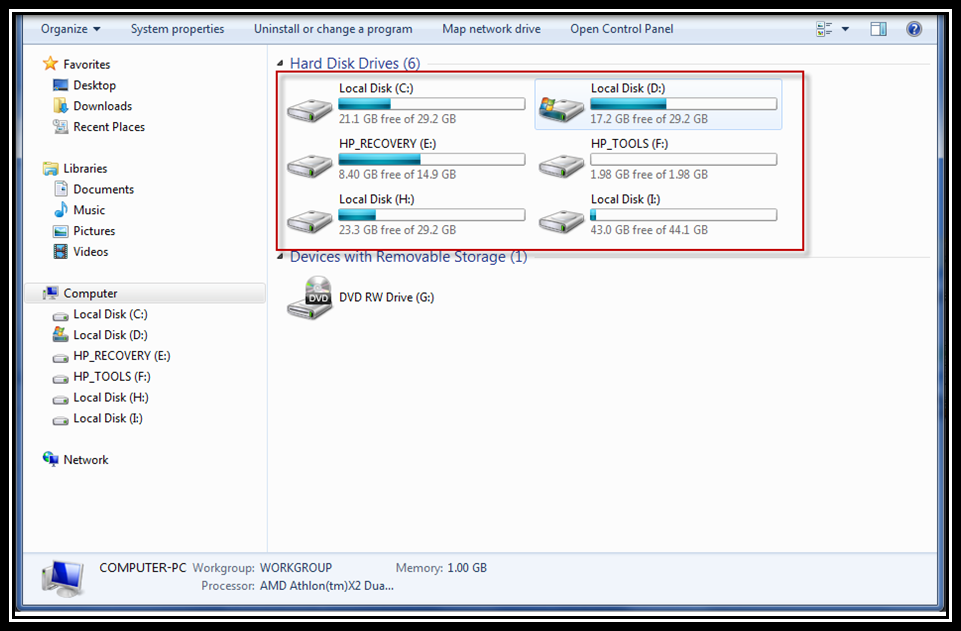 Organize System properties Uninstall or change a program Map network drive Open Control Panel
Favorites
Desktop
Downloads
Recent Places
Libraries
Documents
Music
Pictures
Videos
Computer
Local Disk (C:)
Local Disk (D:)
HP_RECOVERY (E:)
HP_TOOLS (F:)
Local Disk (H:)
Local Disk (I:)
Network
Hard Disk Drives (6)
Local Disk (C:)
21.1 GB free of 29.2 GB
Local Disk (D:)
17.2 GB free of 29.2 GB
HP_RECOVERY (E:)
8.40 GB free of 14.9 GB
HP_TOOLS (F:)
1.98 GB free of 1.98 GB
Local Disk (H:)
23.3 GB free of 29.2 GB
Local Disk (I:)
43.0 GB free of 44.1 GB
Devices with Removable Storage (1)
DVD
DVD RW Drive (G:)
COMPUTER-PC Workgroup: WORKGROUP Memory: 1.00 GB
Processor: AMD Athlon(tm)X2 Dua...